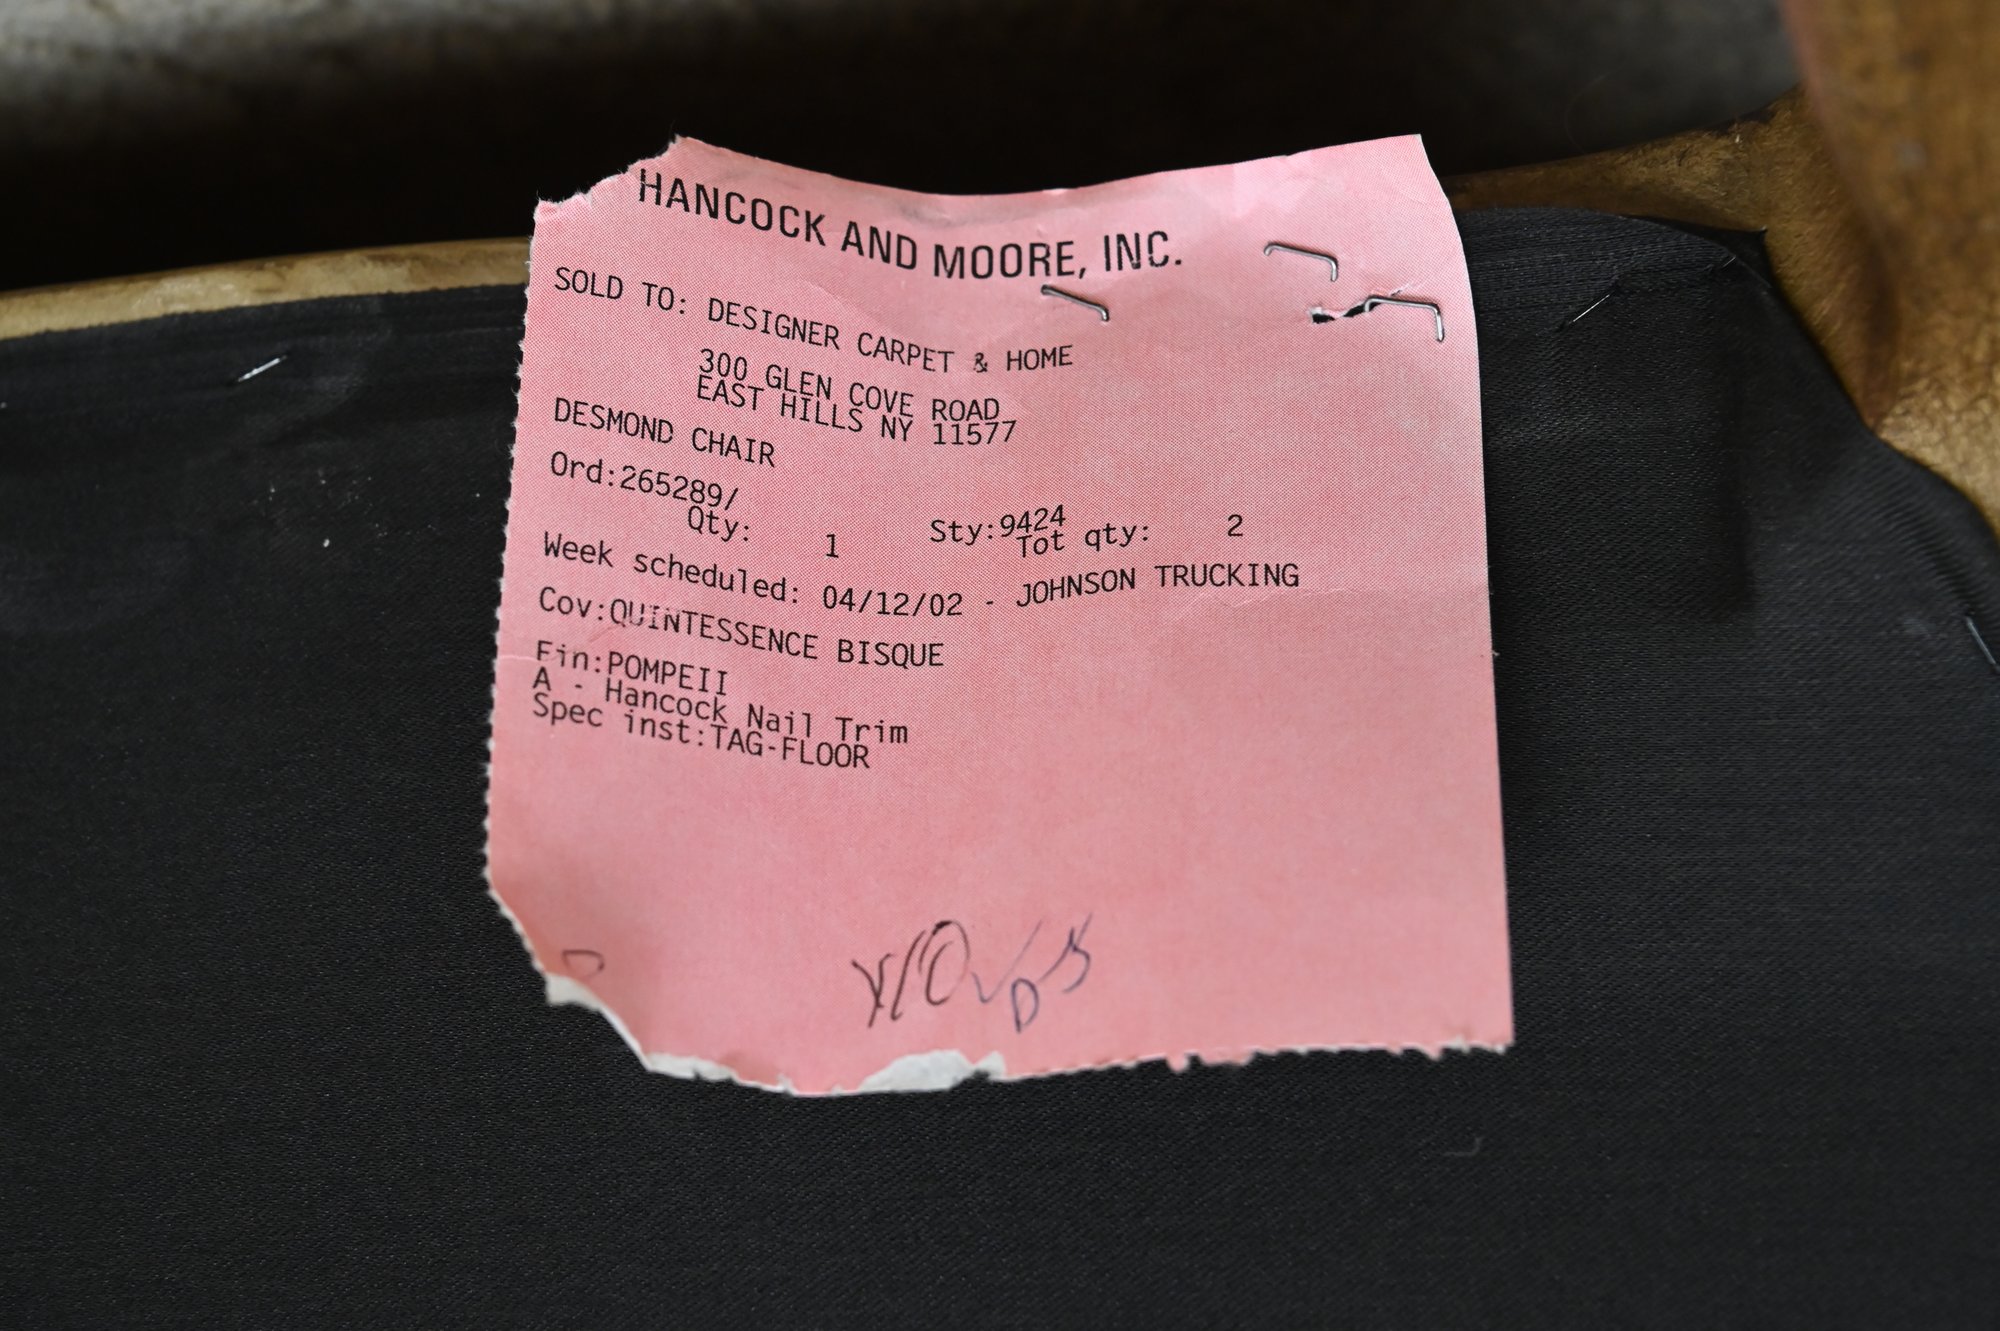 HANCOCK AND MOORE, INC.
SOLD TO: DESIGNER CARPET & HOME
300 GLEN COVE ROAD
EAST HILLS NY 11577
DESMOND CHAIR
Ord:265289/ Sty:9424
Qty: 1 Tot qty: 2
Week scheduled: 04/12/02 - JOHNSON TRUCKING
Cov:QUINTESSENCE BISQUE
Fin:POMPEII
A - Hancock Nail Trim
Spec inst:TAG-FLOOR